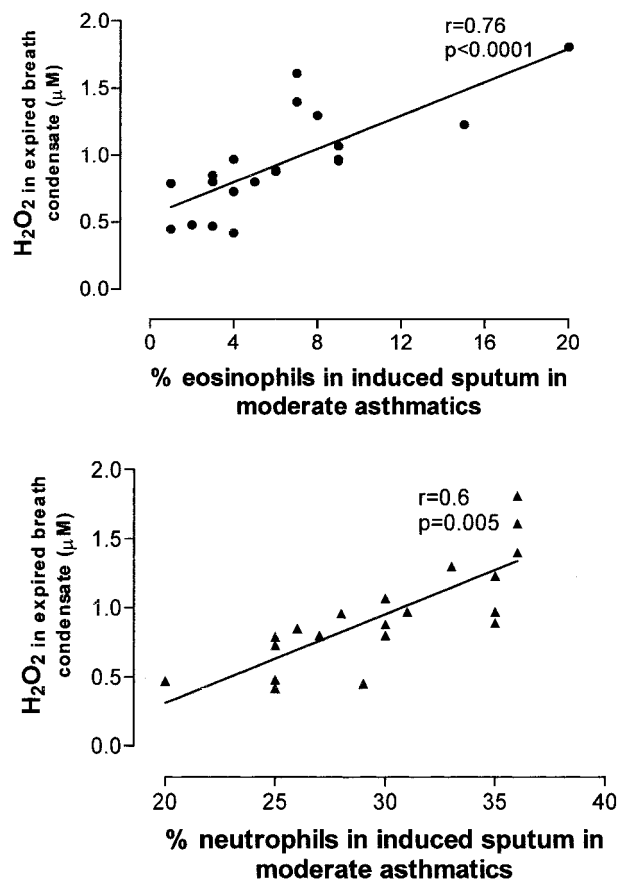 r=0.76
p<0.0001
2.0
1.5
1.0
0.5
0.0
H₂O₂ in expired breath
condensate (μM)
0 4 8 12 16 20
% eosinophils in induced sputum in
moderate asthmatics
r=0.6
p=0.005
2.0
1.5
1.0
0.5
0.0
H₂O₂ in expired breath
condensate (μM)
20 25 30 35 40
% neutrophils in induced sputum in
moderate asthmatics